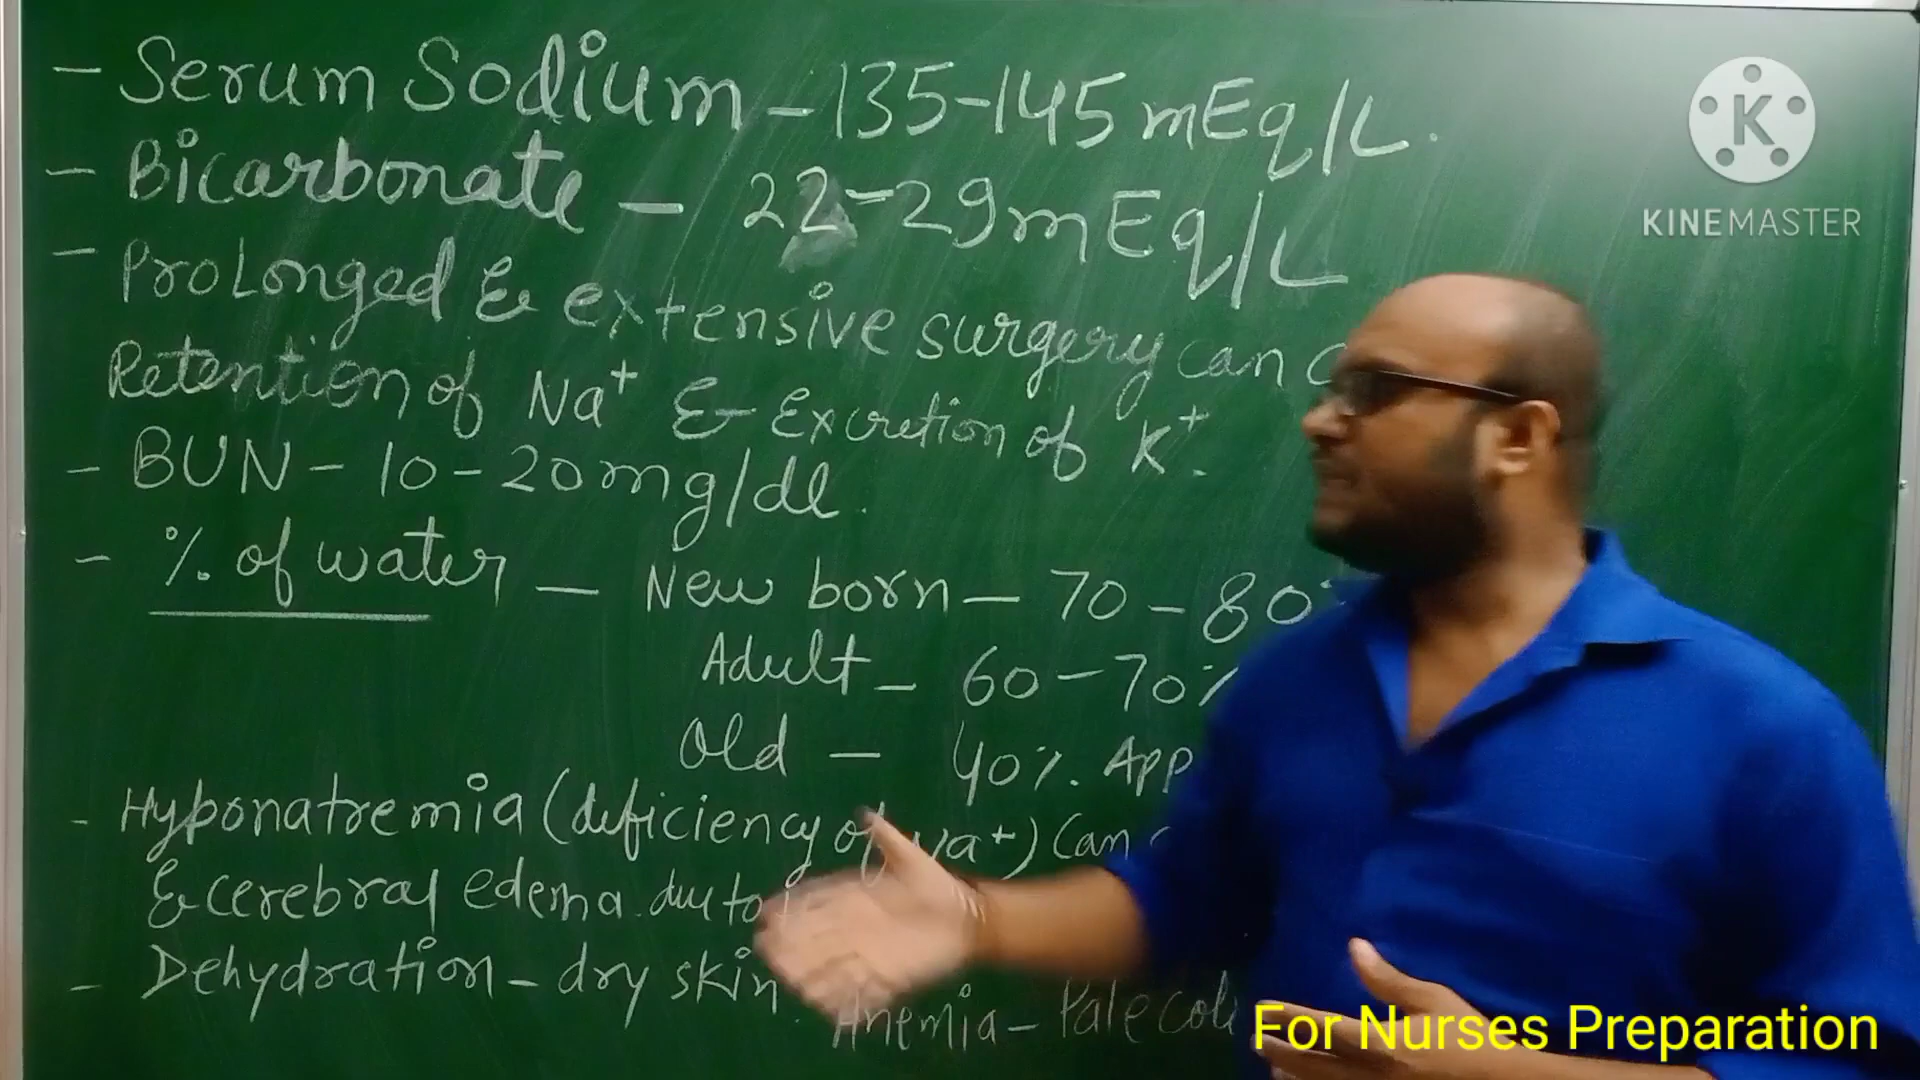 - Serum Sodium - 135-145 mEq/L.
- Bicarbonate - 22-29 mEq/L
- Prolonged & extensive surgery can
Retention of Na+ & Excretion of K+.
- BUN - 10-20 mg/dl.
- % of water - New born - 70-80
Adult - 60-70%
Old - 40% App
- Hyponatremia (deficiency of Na+) Can
& cerebral edema. due to
- Dehydration - dry skin.
Anemia - Pale
K
KINEMASTER
For Nurses Preparation